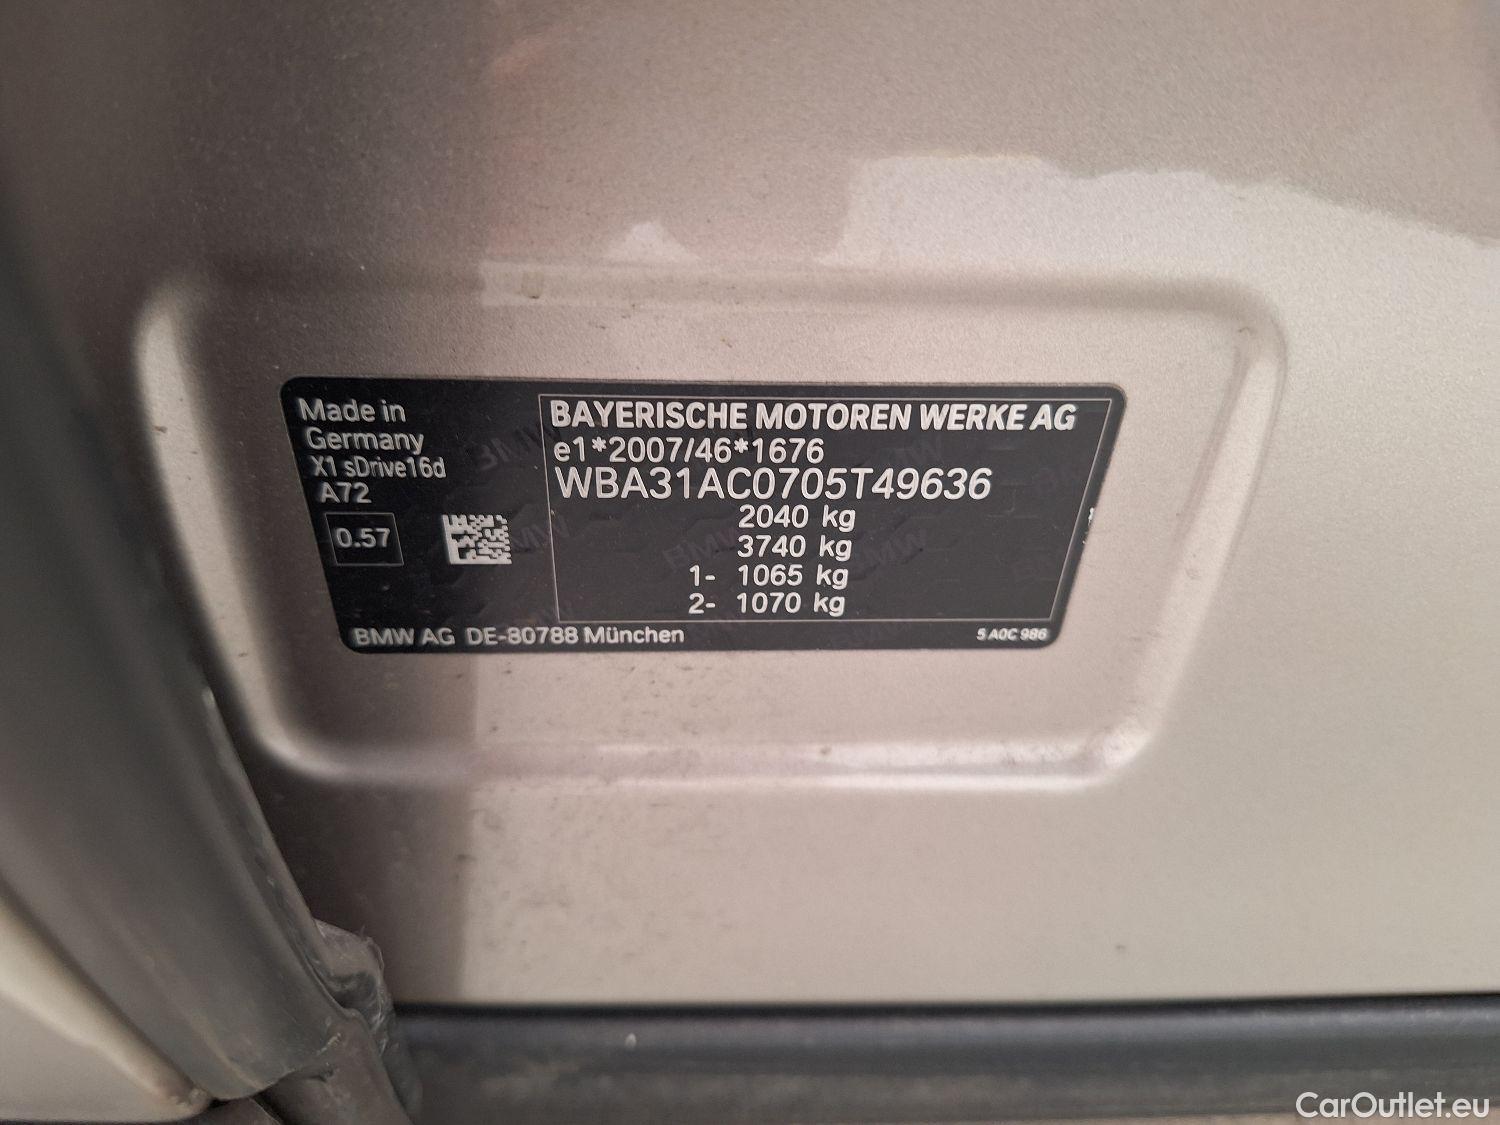 Made in
Germany
X1 sDrive16d
A72
0.57
BAYERISCHE MOTOREN WERKE AG
e1*2007/46*1676
WBA31AC0705T49636
2040 kg
3740 kg
1- 1065 kg
2- 1070 kg
BMW AG DE-80788 München
5 A0C 986
CarOutlet.eu